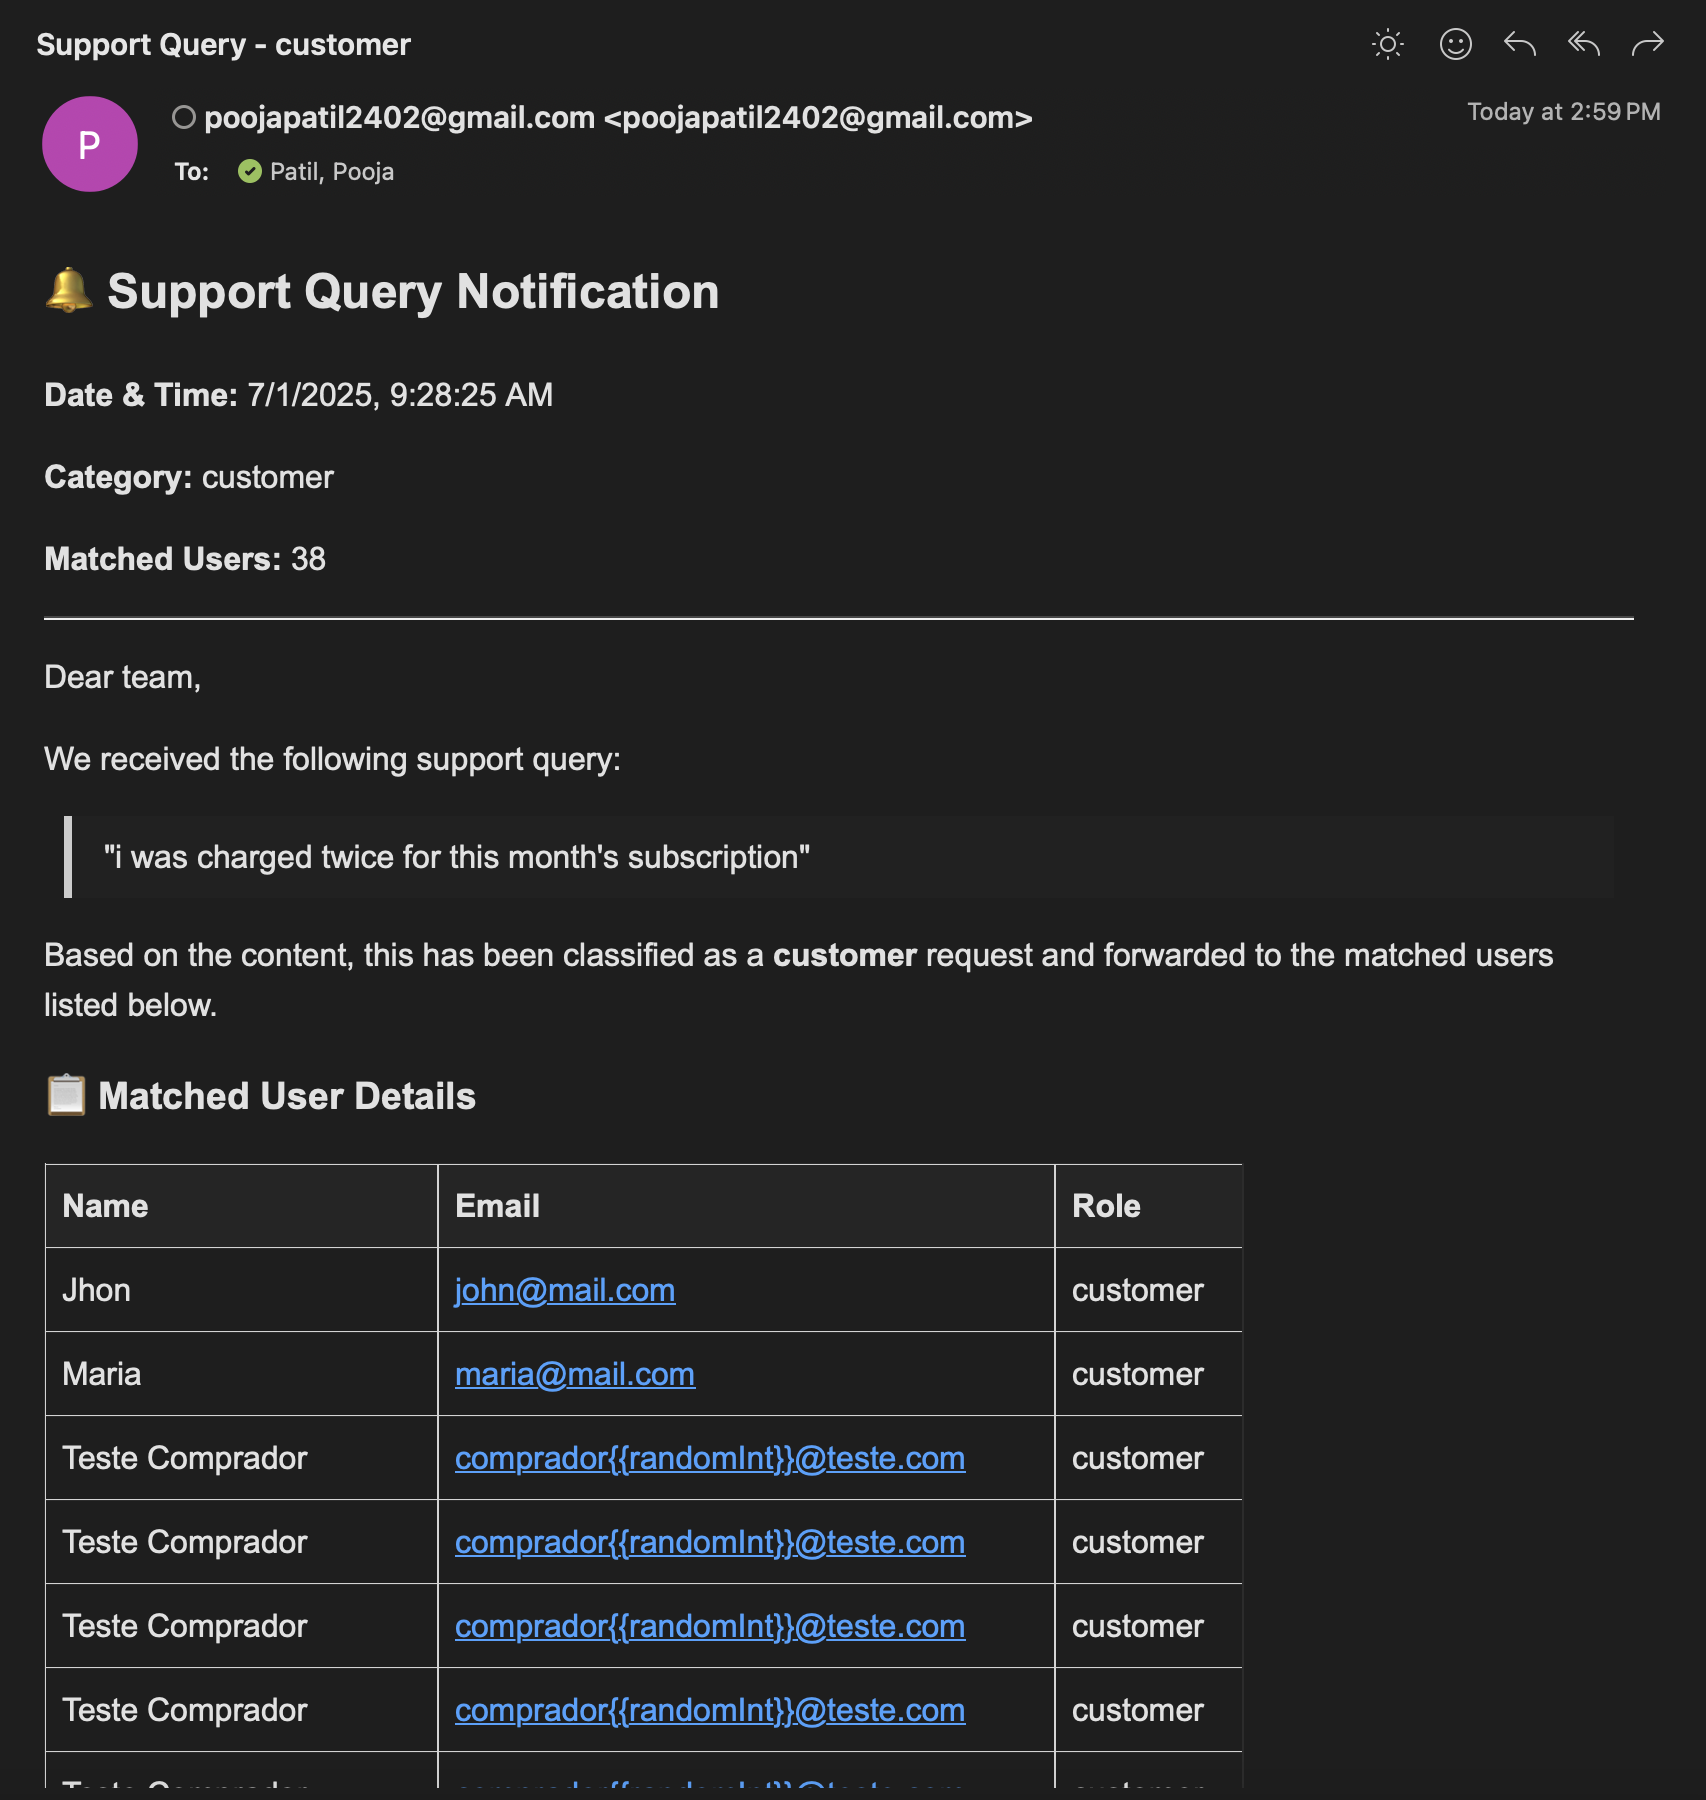 Support Query - customer
poojapatil2402@gmail.com <poojapatil2402@gmail.com>
Today at 2:59 PM
P
To: Patil, Pooja
Support Query Notification
Date & Time: 7/1/2025, 9:28:25 AM
Category: customer
Matched Users: 38
Dear team,
We received the following support query:
"i was charged twice for this month's subscription"
Based on the content, this has been classified as a customer request and forwarded to the matched users
listed below.
Matched User Details
Name Email Role
Jhon john@mail.com customer
Maria maria@mail.com customer
Teste Comprador comprador{{randomInt}}@teste.com customer
Teste Comprador comprador{{randomInt}}@teste.com customer
Teste Comprador comprador{{randomInt}}@teste.com customer
Teste Comprador comprador{{randomInt}}@teste.com customer